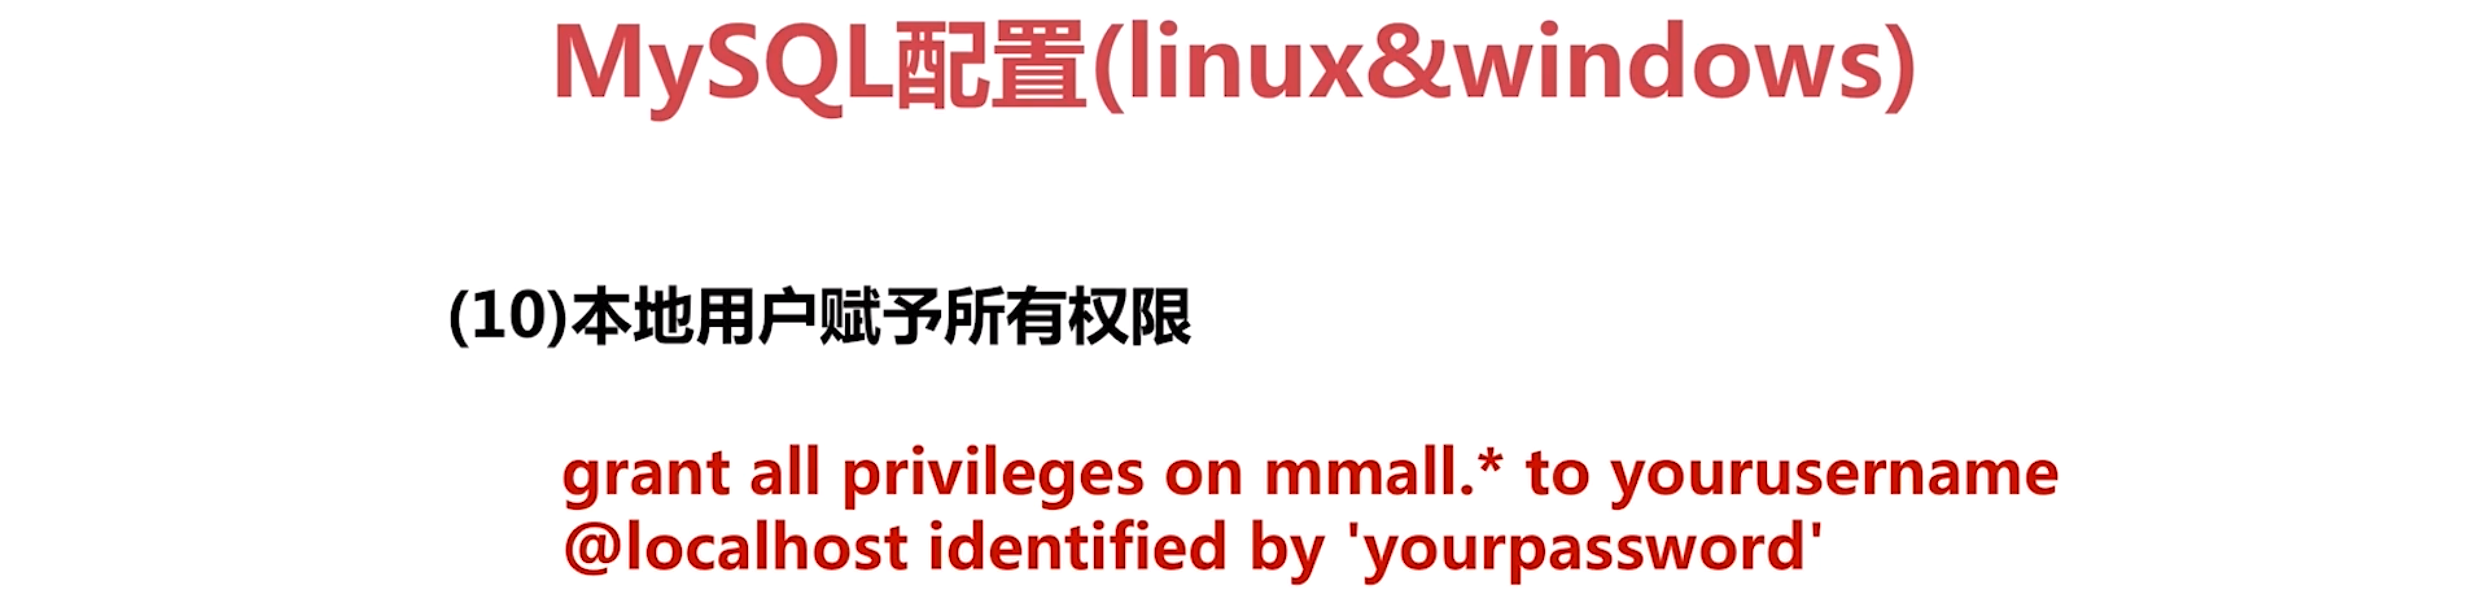 MySQL配置(linux&windows)
(10)本地用户赋予所有权限
grant all privileges on mmall.* to yourusername
@localhost identified by 'yourpassword'